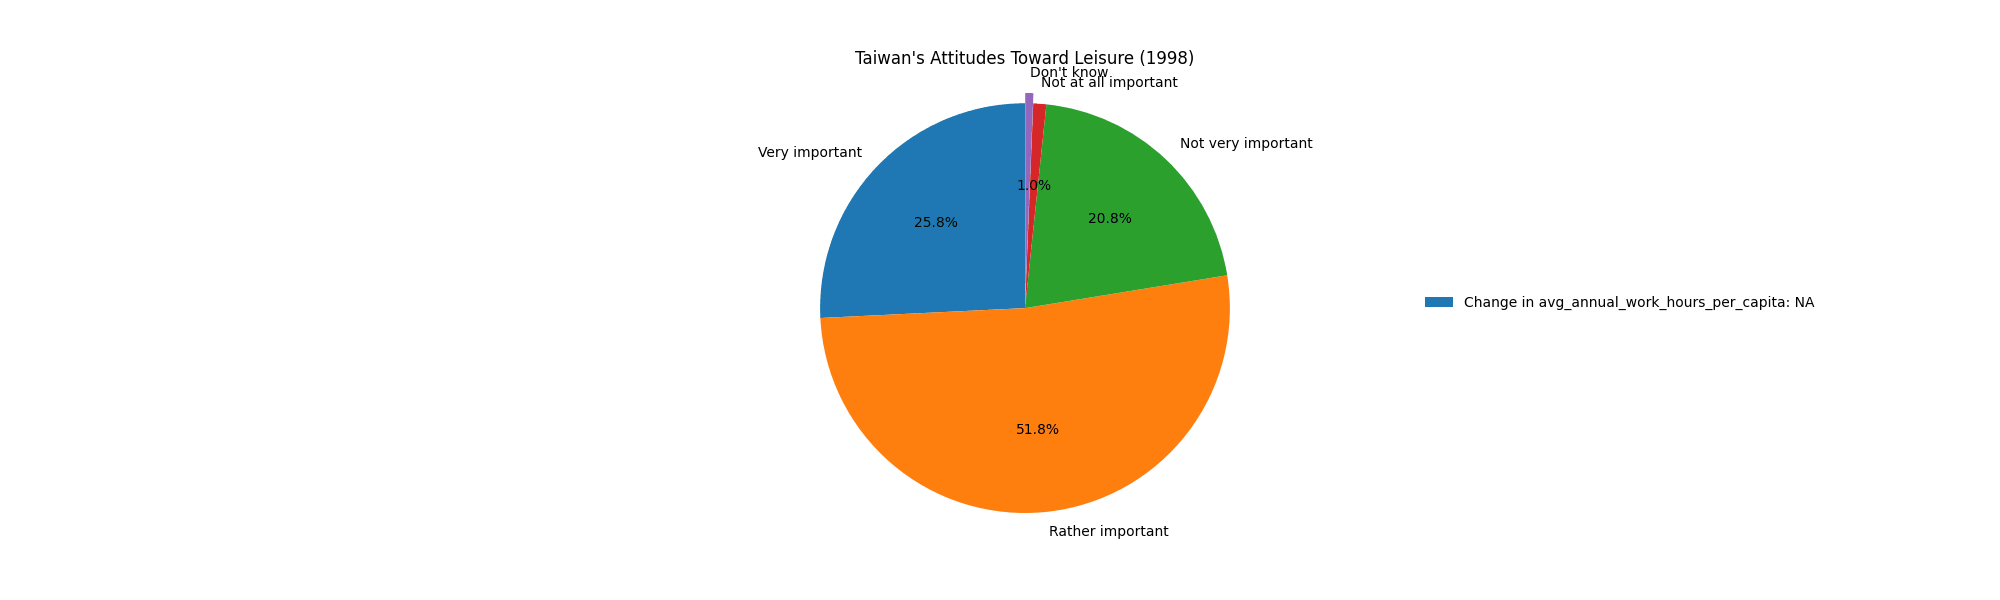 Taiwan's Attitudes Toward Leisure (1998)
Don't know
Not at all important
Not very important
Very important
1.0%
20.8%
25.8%
Change in avg_annual_work_hours_per_capita: NA
51.8%
Rather important